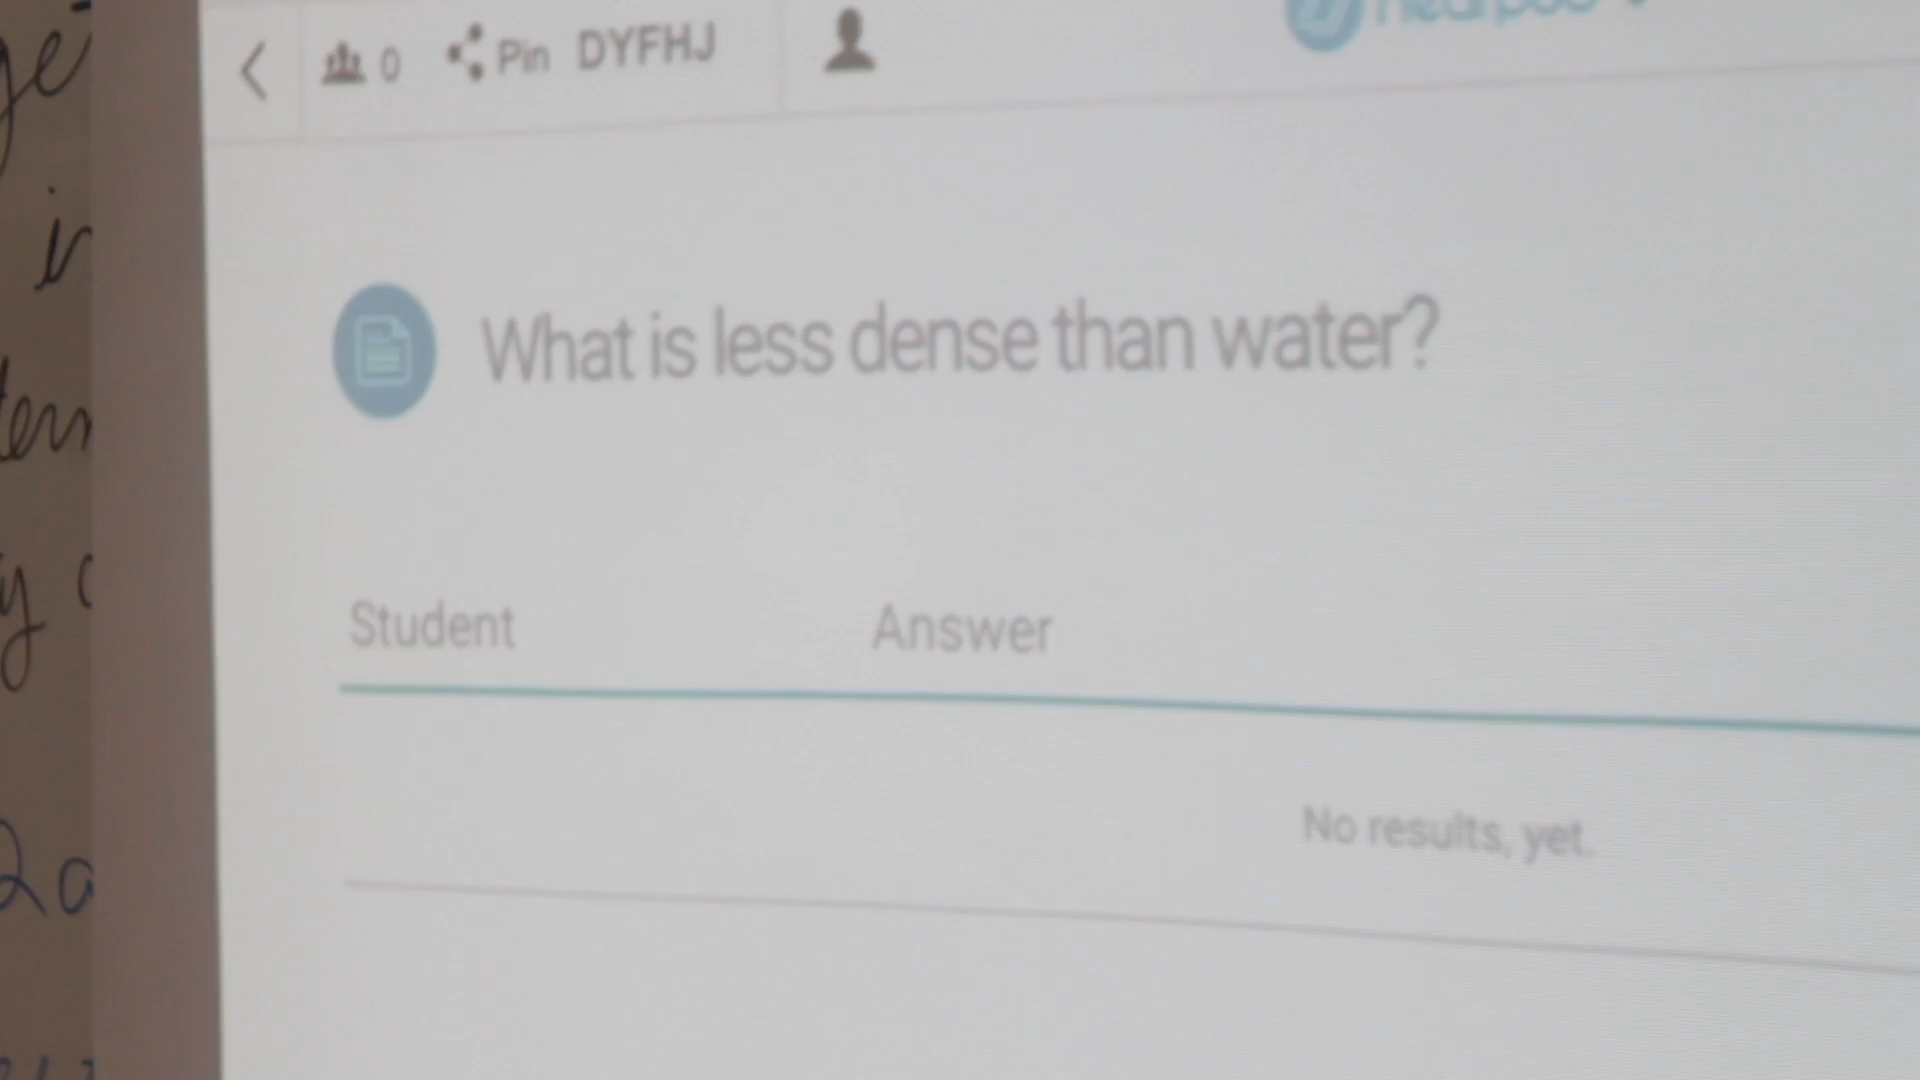 0 Pin DYFHJ
What is less dense than water?
Student Answer
No results, yet.